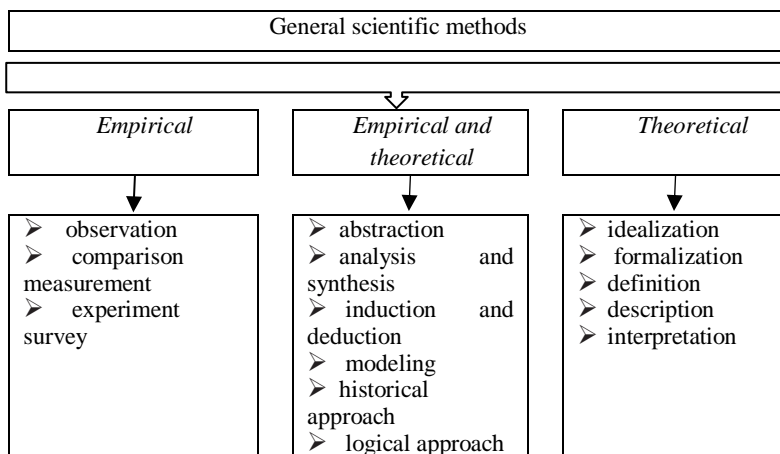 General scientific methods
Empirical
➢ observation
➢ comparison
measurement
➢ experiment
survey
Empirical and
theoretical
➢ abstraction
➢ analysis and
synthesis
➢ induction and
deduction
➢ modeling
➢ historical
approach
➢ logical approach
Theoretical
➢ idealization
➢ formalization
➢ definition
➢ description
➢ interpretation